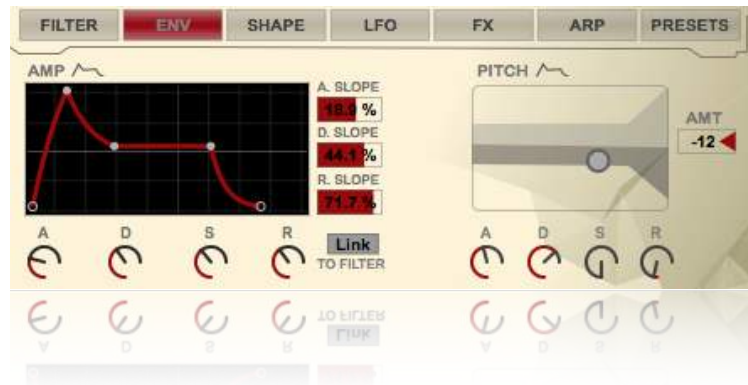 FILTER ENV SHAPE LFO FX ARP PRESETS
AMP PITCH
A. SLOPE
18.9 %
D. SLOPE
44.1 %
R. SLOPE
71.7 %
AMT
-12
A D S R A D S R
Link
TO FILTER